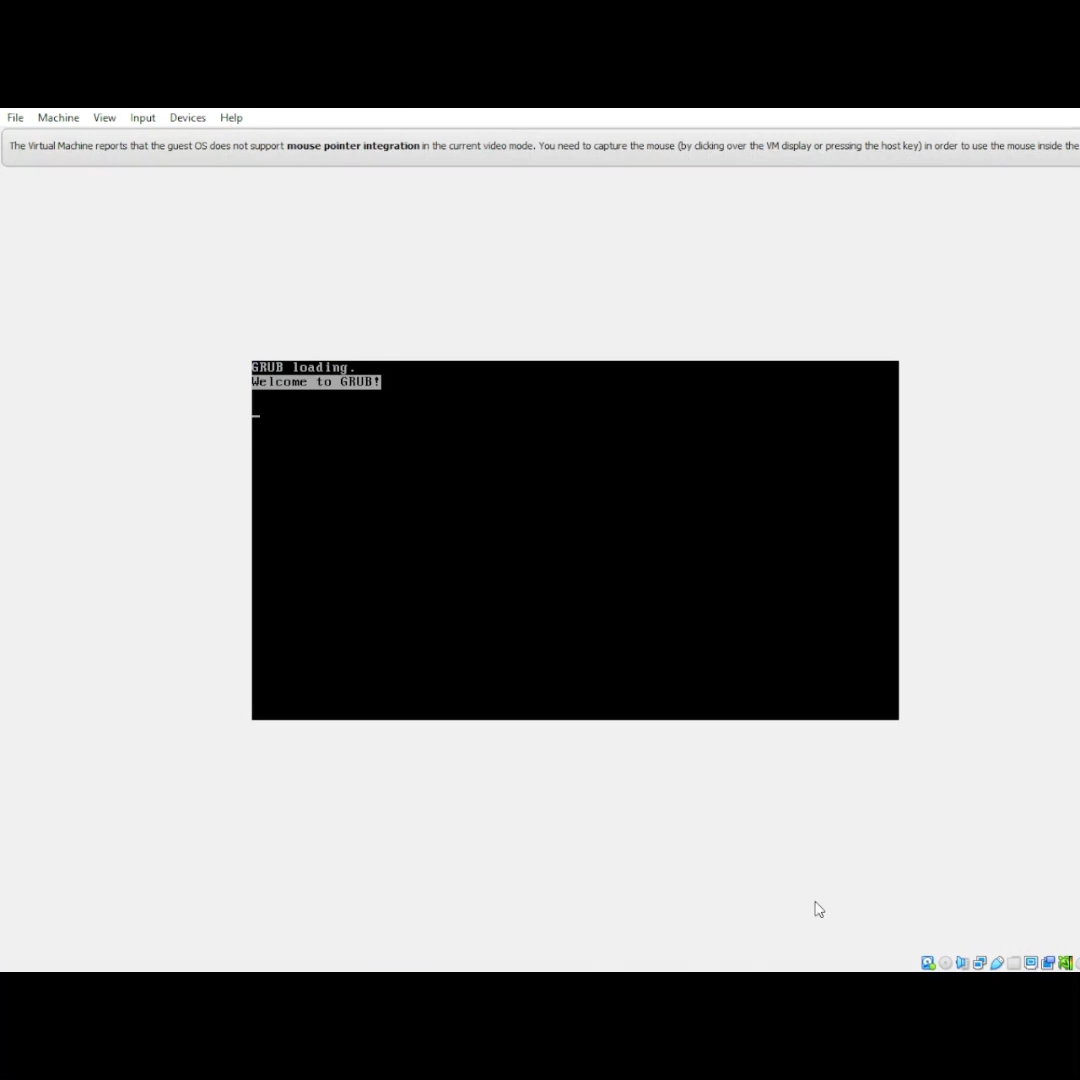 File Machine View Input Devices Help
The Virtual Machine reports that the guest OS does not support mouse pointer integration in the current video mode. You need to capture the mouse (by clicking over the VM display or pressing the host key) in order to use the mouse inside the
GRUB loading.
Welcome to GRUB!